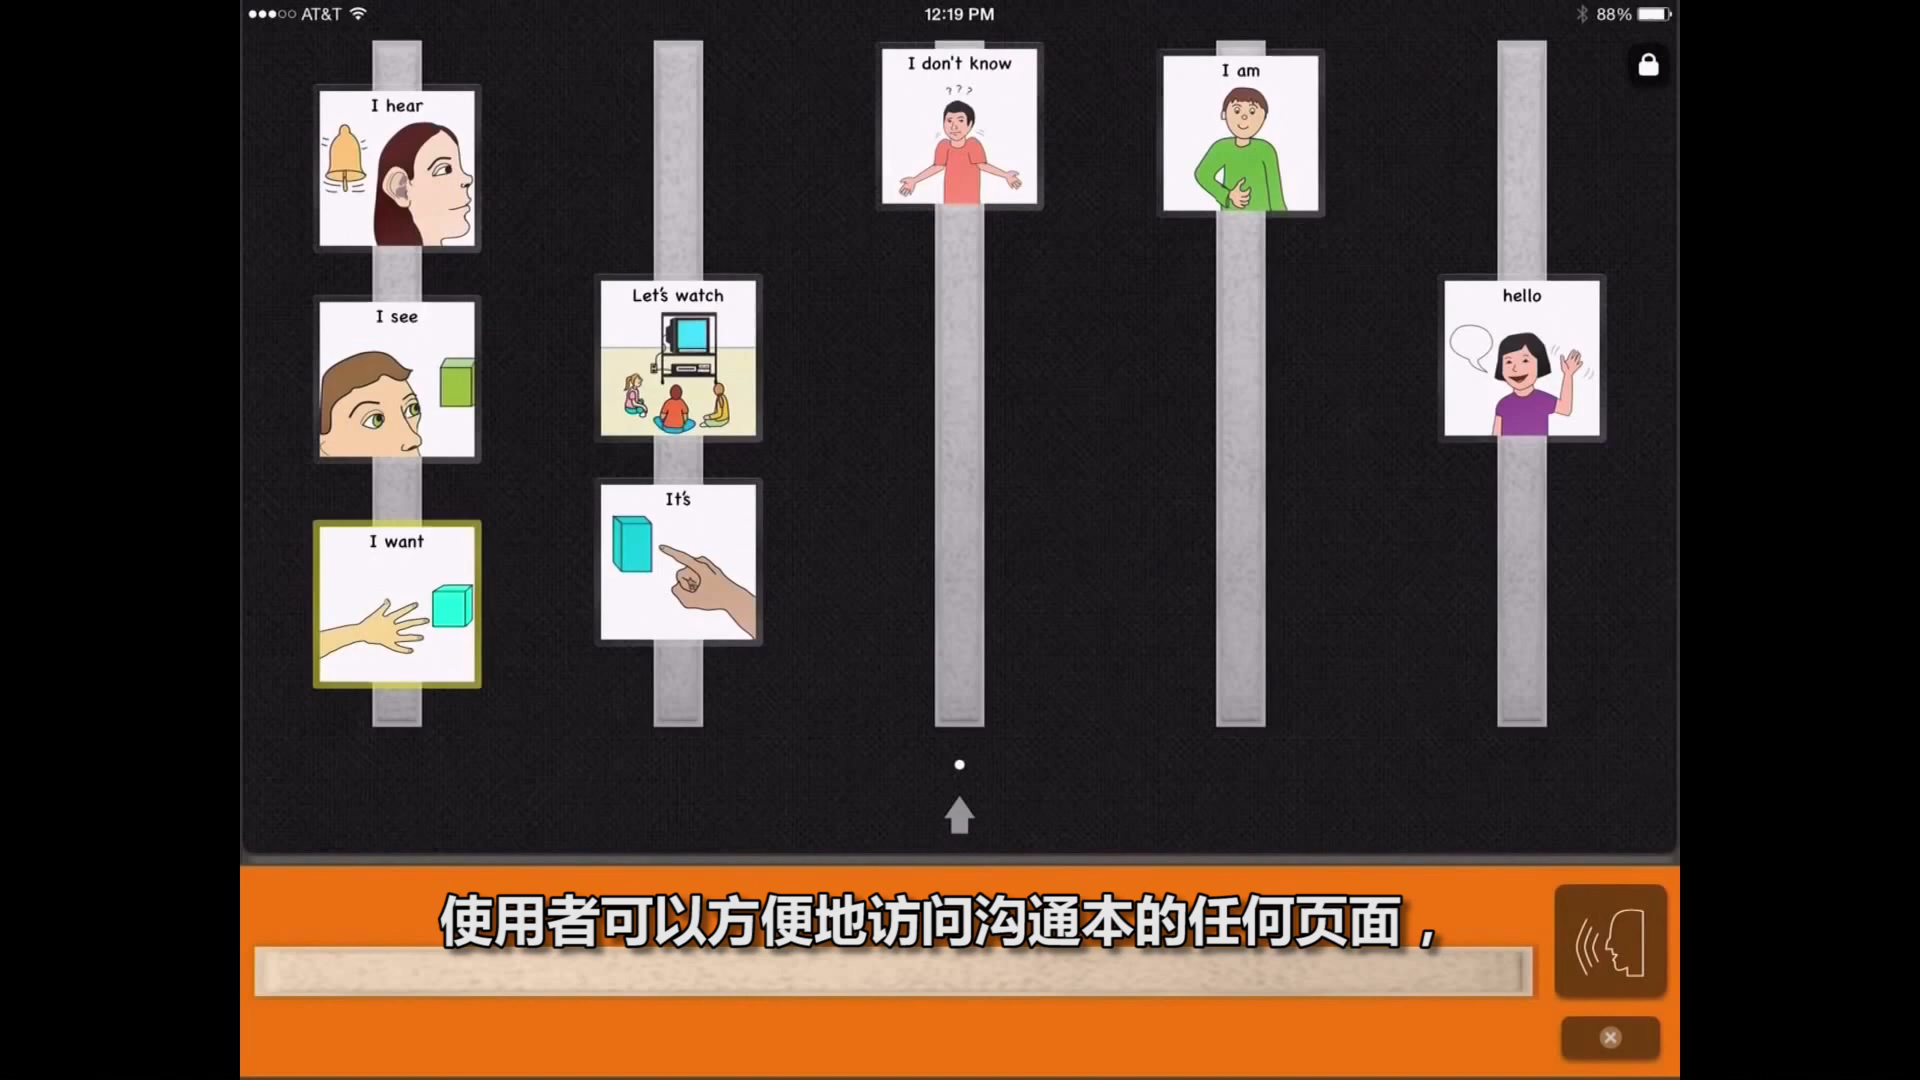 AT&T
12:19 PM
88%
I hear
I see
I want
Let's watch
It's
I don't know
? ? ?
I am
hello
使用者可以方便地访问沟通本的任何页面，